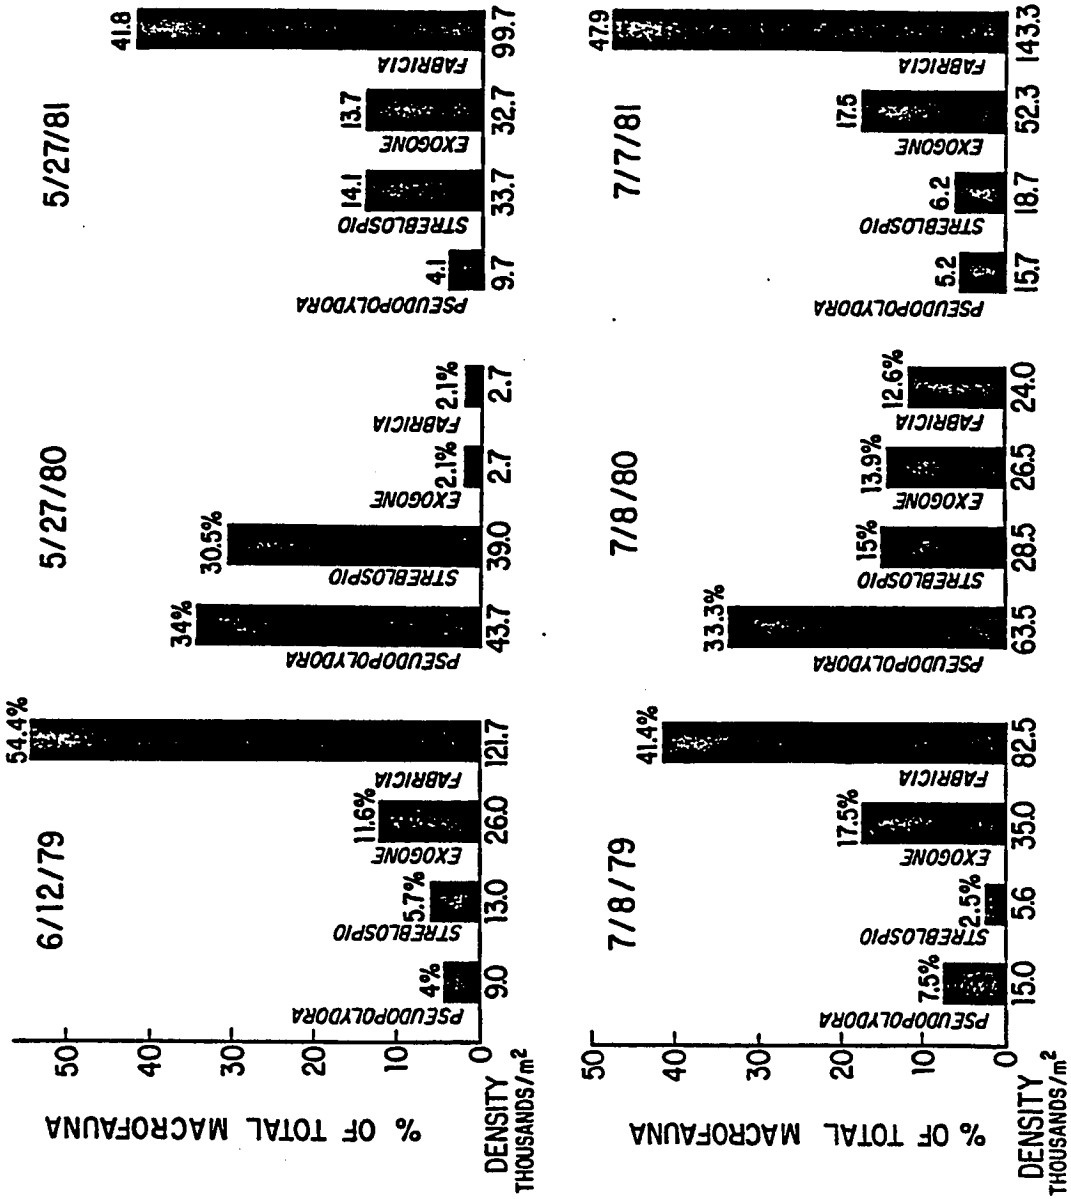 6/12/79
5/27/80
5/27/81
% OF TOTAL MACROFAUNA
50
40
30
20
10
0
4%
5.7%
11.6%
54.4%
34%
30.5%
2.1%
2.1%
4.1
14.1
13.7
41.8
PSEUDOPOLYDORA
STREBLOSPIO
EXOGONE
FABRICIA
PSEUDOPOLYDORA
STREBLOSPIO
EXOGONE
FABRICIA
PSEUDOPOLYDORA
STREBLOSPIO
EXOGONE
FABRICIA
DENSITY 9.0 13.0 26.0 121.7 43.7 39.0 2.7 2.7 9.7 33.7 32.7 99.7
THOUSANDS/m²
7/8/79
7/8/80
7/7/81
% OF TOTAL MACROFAUNA
50
40
30
20
10
0
7.5%
2.5%
17.5%
41.4%
33.3%
15%
13.9%
12.6%
5.2
6.2
17.5
47.9
PSEUDOPOLYDORA
STREBLOSPIO
EXOGONE
FABRICIA
PSEUDOPOLYDORA
STREBLOSPIO
EXOGONE
FABRICIA
PSEUDOPOLYDORA
STREBLOSPIO
EXOGONE
FABRICIA
DENSITY 15.0 5.6 35.0 82.5 63.5 28.5 26.5 24.0 15.7 18.7 52.3 143.3
THOUSANDS/m²